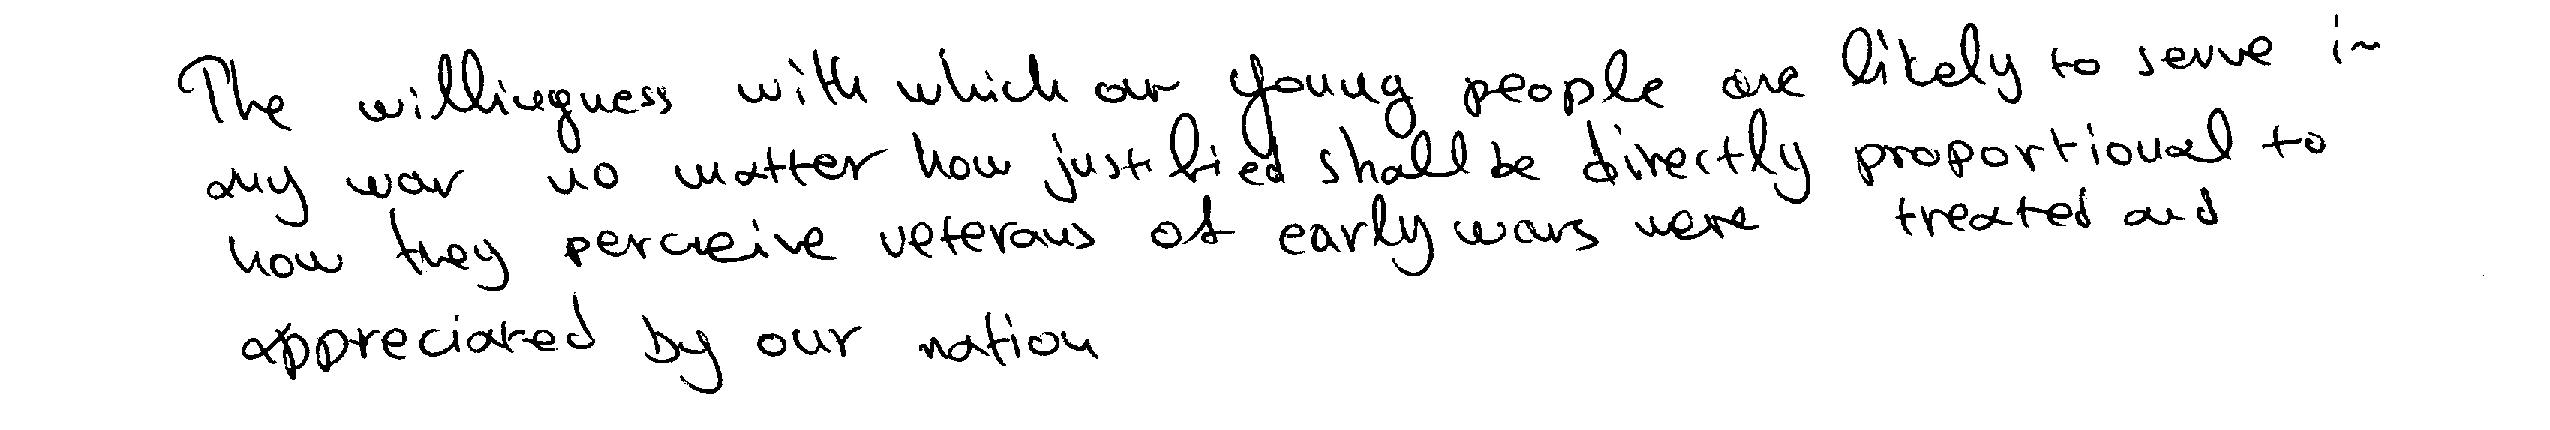 The willingness with which our young people are likely to serve in
any war no matter how justified shall be directly proportional to
how they perceive veterans of early wars were treated and
appreciated by our nation